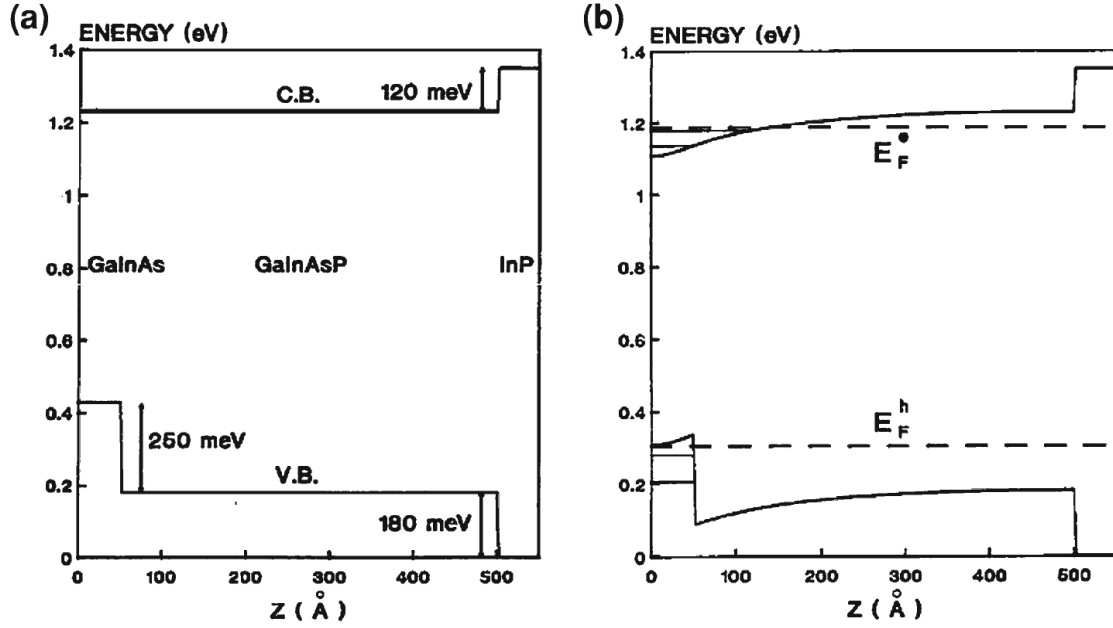 (a)
ENERGY (eV)
1.4
1.2
1
0.8
0.6
0.4
0.2
0
C.B.
120 meV
GaInAs
GaInAsP
InP
250 meV
V.B.
180 meV
0
100
200
300
400
500
Z (Å)
(b)
ENERGY (eV)
1.4
1.2
1
0.8
0.6
0.4
0.2
0
E_F^e
E_F^h
0
100
200
300
400
500
Z (Å)